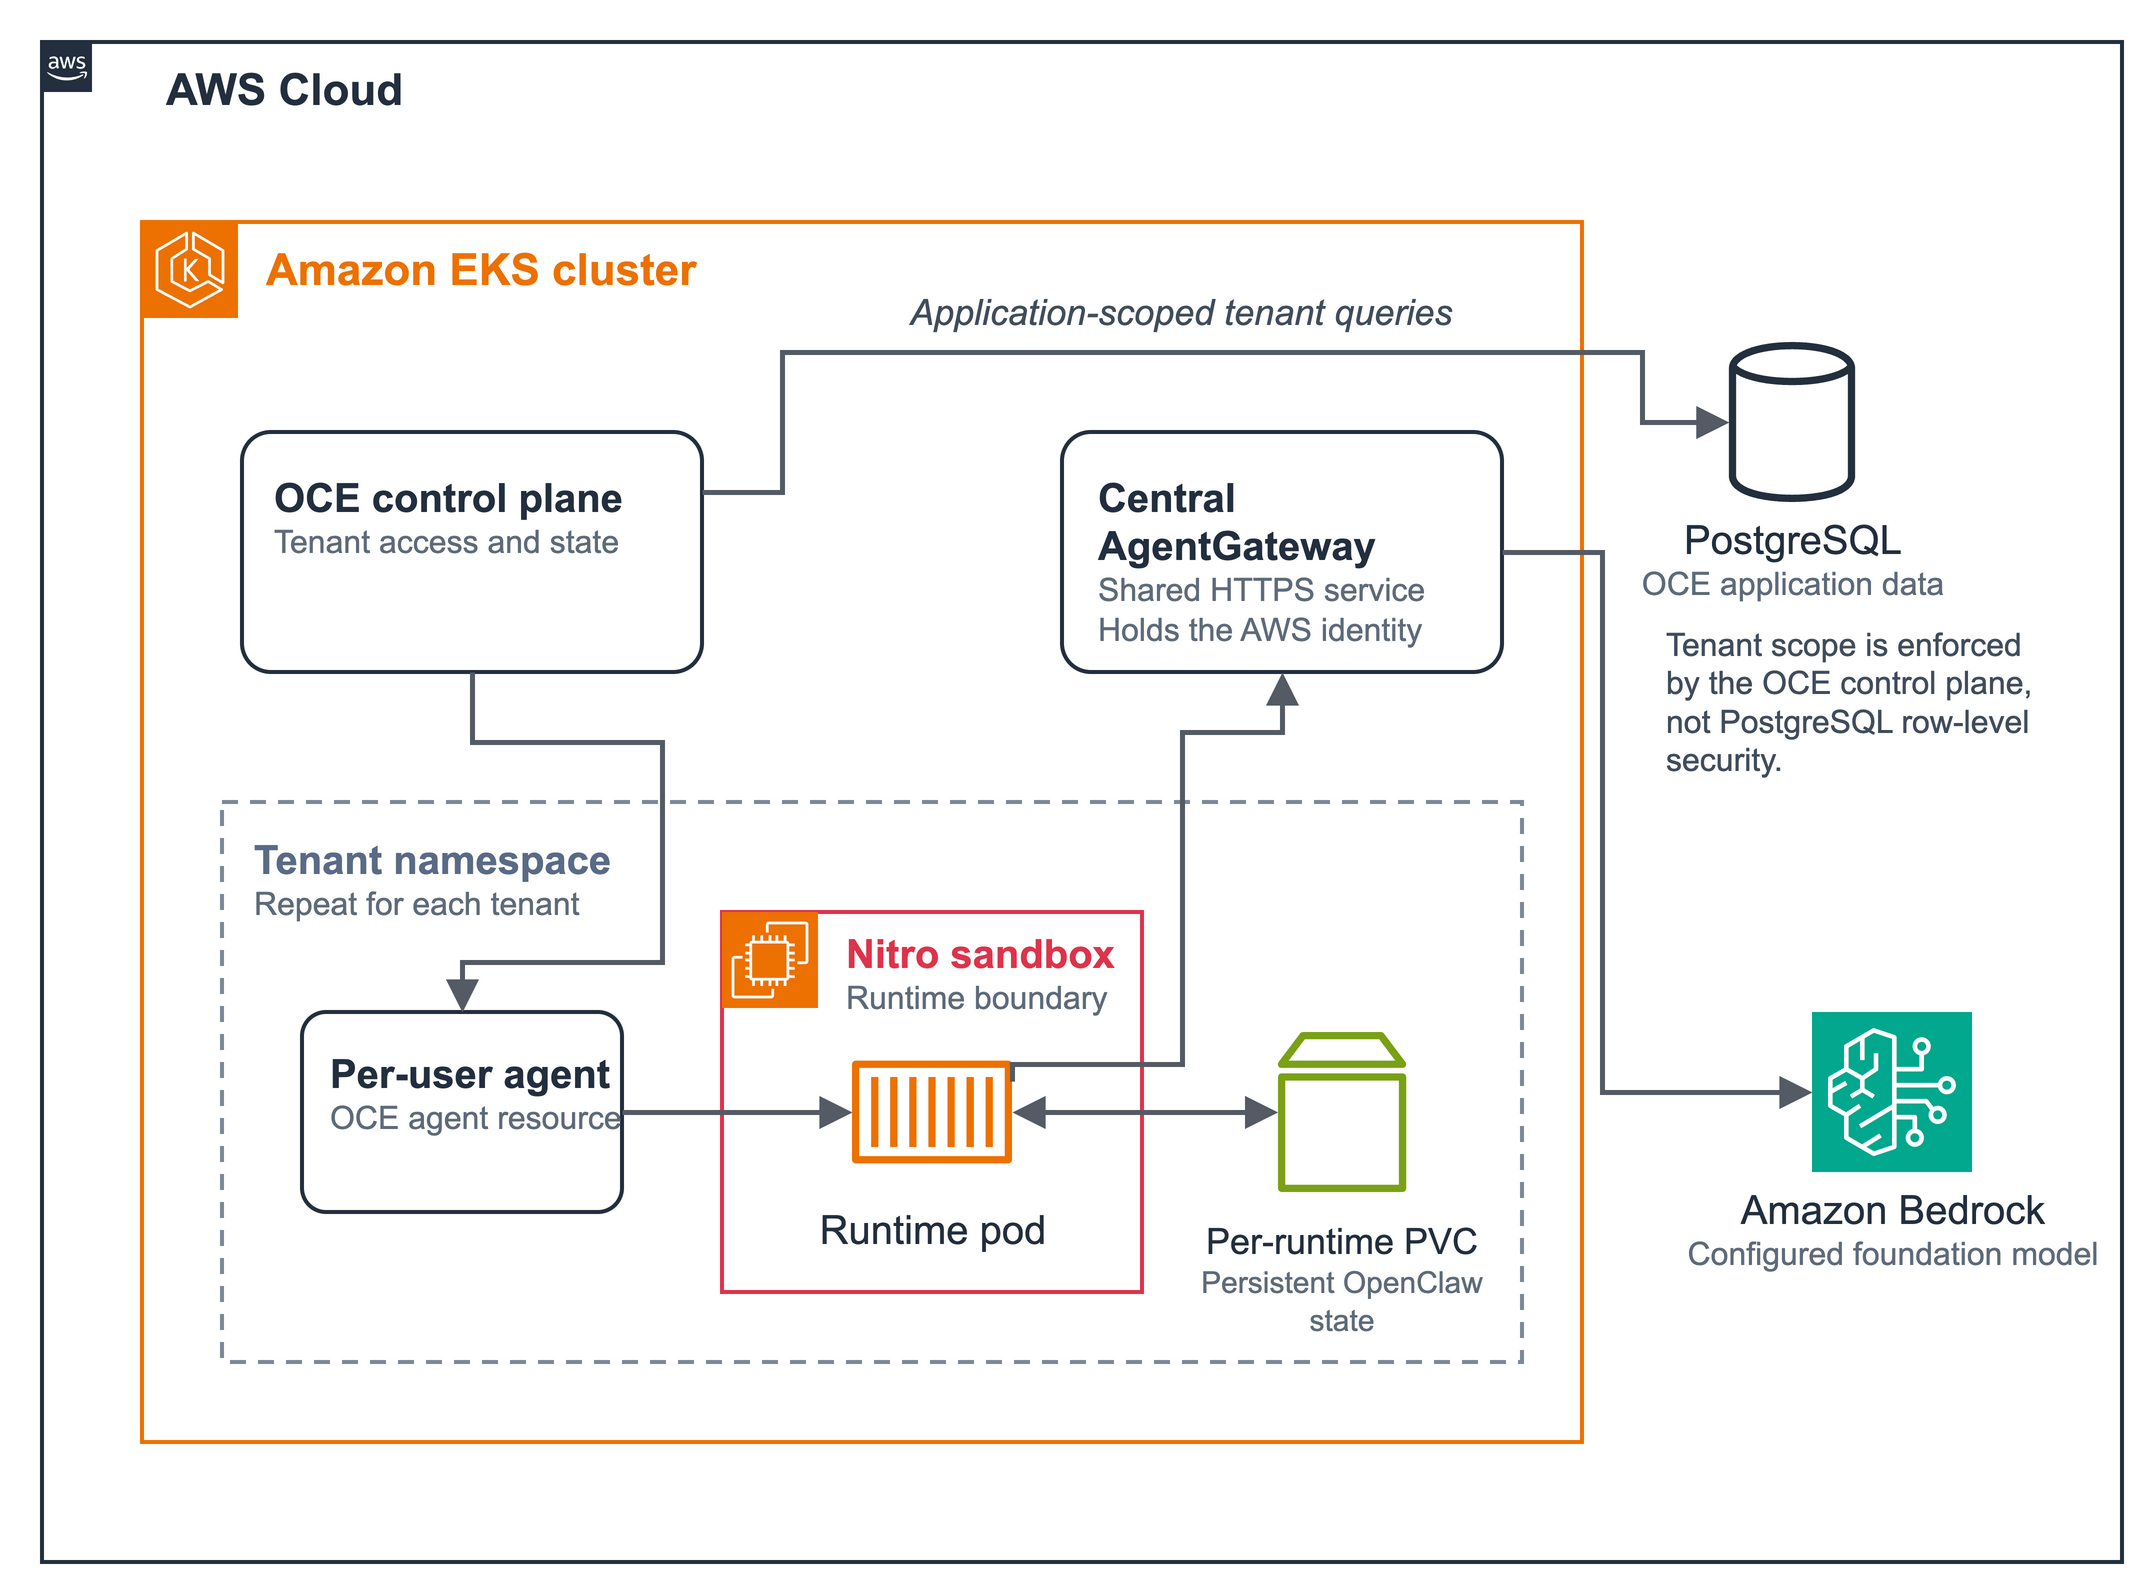 aws
AWS Cloud
Amazon EKS cluster
Application-scoped tenant queries
OCE control plane
Tenant access and state
Central
AgentGateway
Shared HTTPS service
Holds the AWS identity
PostgreSQL
OCE application data
Tenant scope is enforced
by the OCE control plane,
not PostgreSQL row-level
security.
Tenant namespace
Repeat for each tenant
Nitro sandbox
Runtime boundary
Per-user agent
OCE agent resource
Runtime pod
Per-runtime PVC
Persistent OpenClaw
state
Amazon Bedrock
Configured foundation model